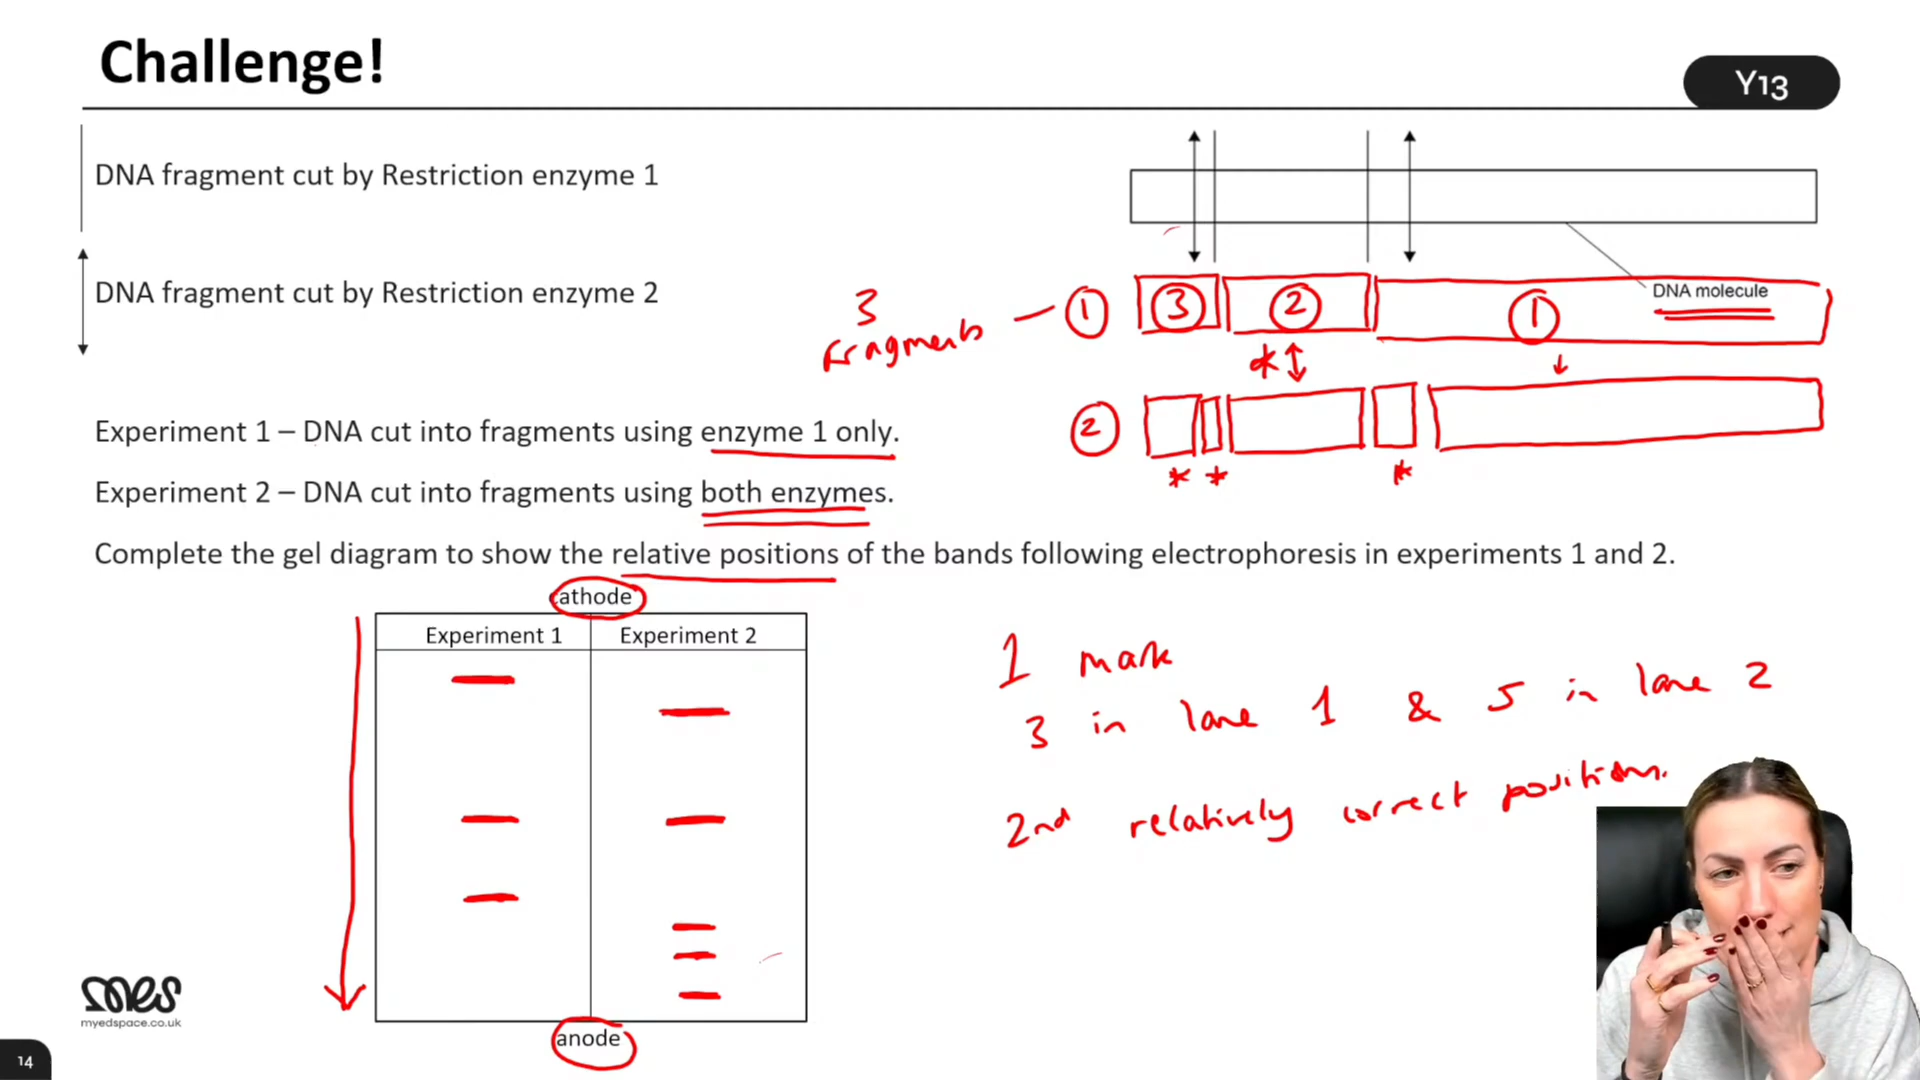 Challenge!
Y13
DNA fragment cut by Restriction enzyme 1
DNA fragment cut by Restriction enzyme 2
DNA molecule
3 fragments
1
3
2
1
*
2
* * *
Experiment 1 – DNA cut into fragments using enzyme 1 only.
Experiment 2 – DNA cut into fragments using both enzymes.
Complete the gel diagram to show the relative positions of the bands following electrophoresis in experiments 1 and 2.
cathode
Experiment 1 Experiment 2
anode
1 mark
3 in lane 1 & 5 in lane 2
2nd relatively correct positions.
mes
myedspace.co.uk
14